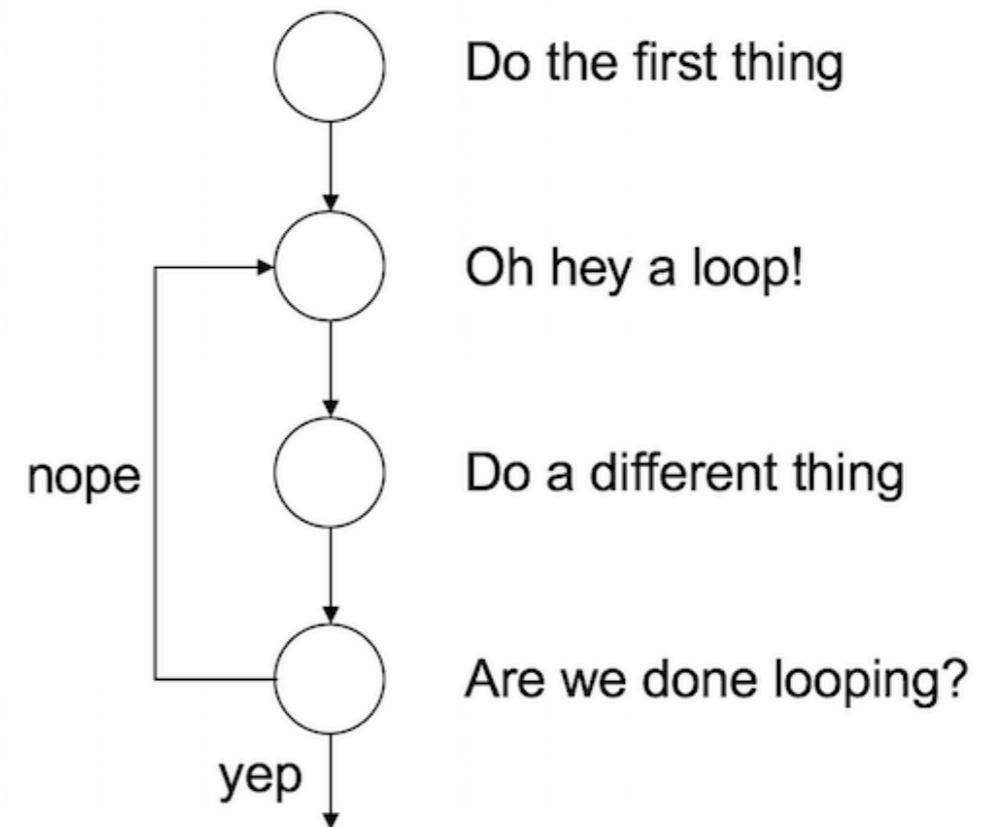 Do the first thing
Oh hey a loop!
nope
Do a different thing
Are we done looping?
yep